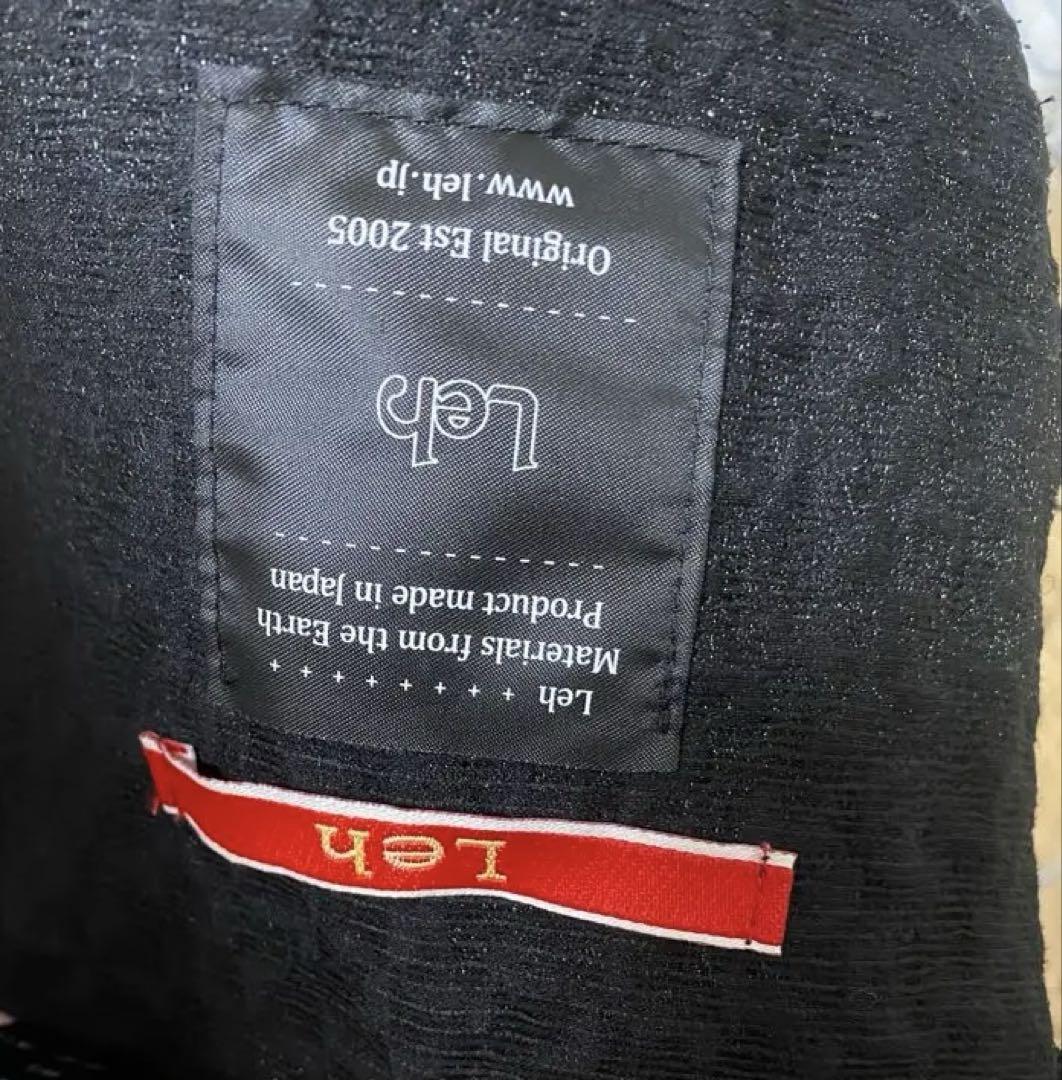 Leh
Leh + + + + + + + +
Materials from the Earth
Product made in Japan
Leh
Original Est 2005
www.leh.jp